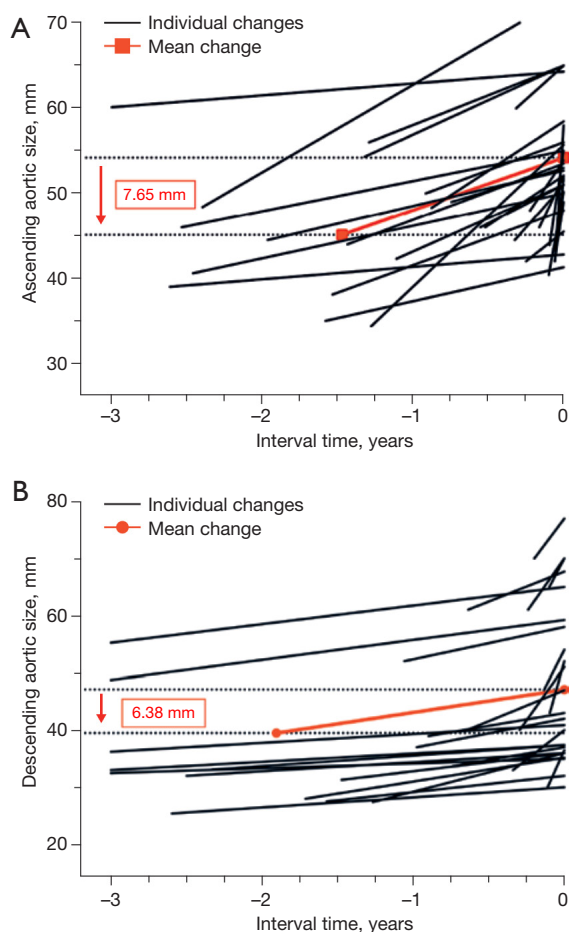 A
Individual changes
Mean change
Ascending aortic size, mm
70
60
50
40
30
7.65 mm
–3
–2
–1
0
Interval time, years
B
Individual changes
Mean change
Descending aortic size, mm
80
60
40
20
6.38 mm
–3
–2
–1
0
Interval time, years